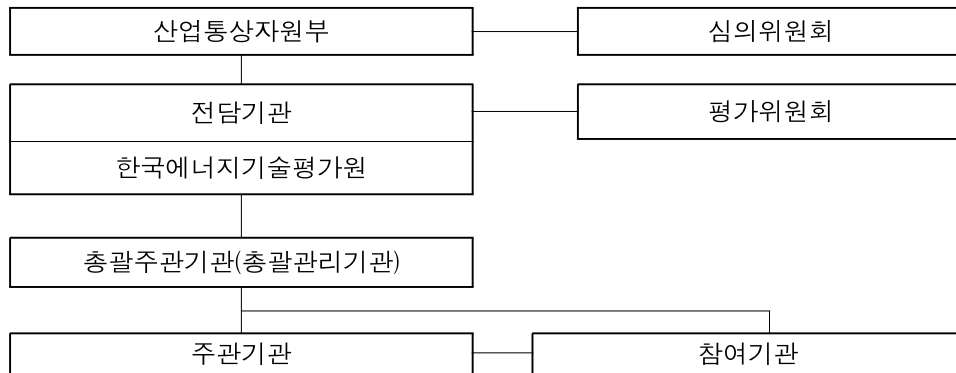 산업통상자원부
심의위원회
전담기관
평가위원회
한국에너지기술평가원
총괄주관기관(총괄관리기관)
주관기관
참여기관